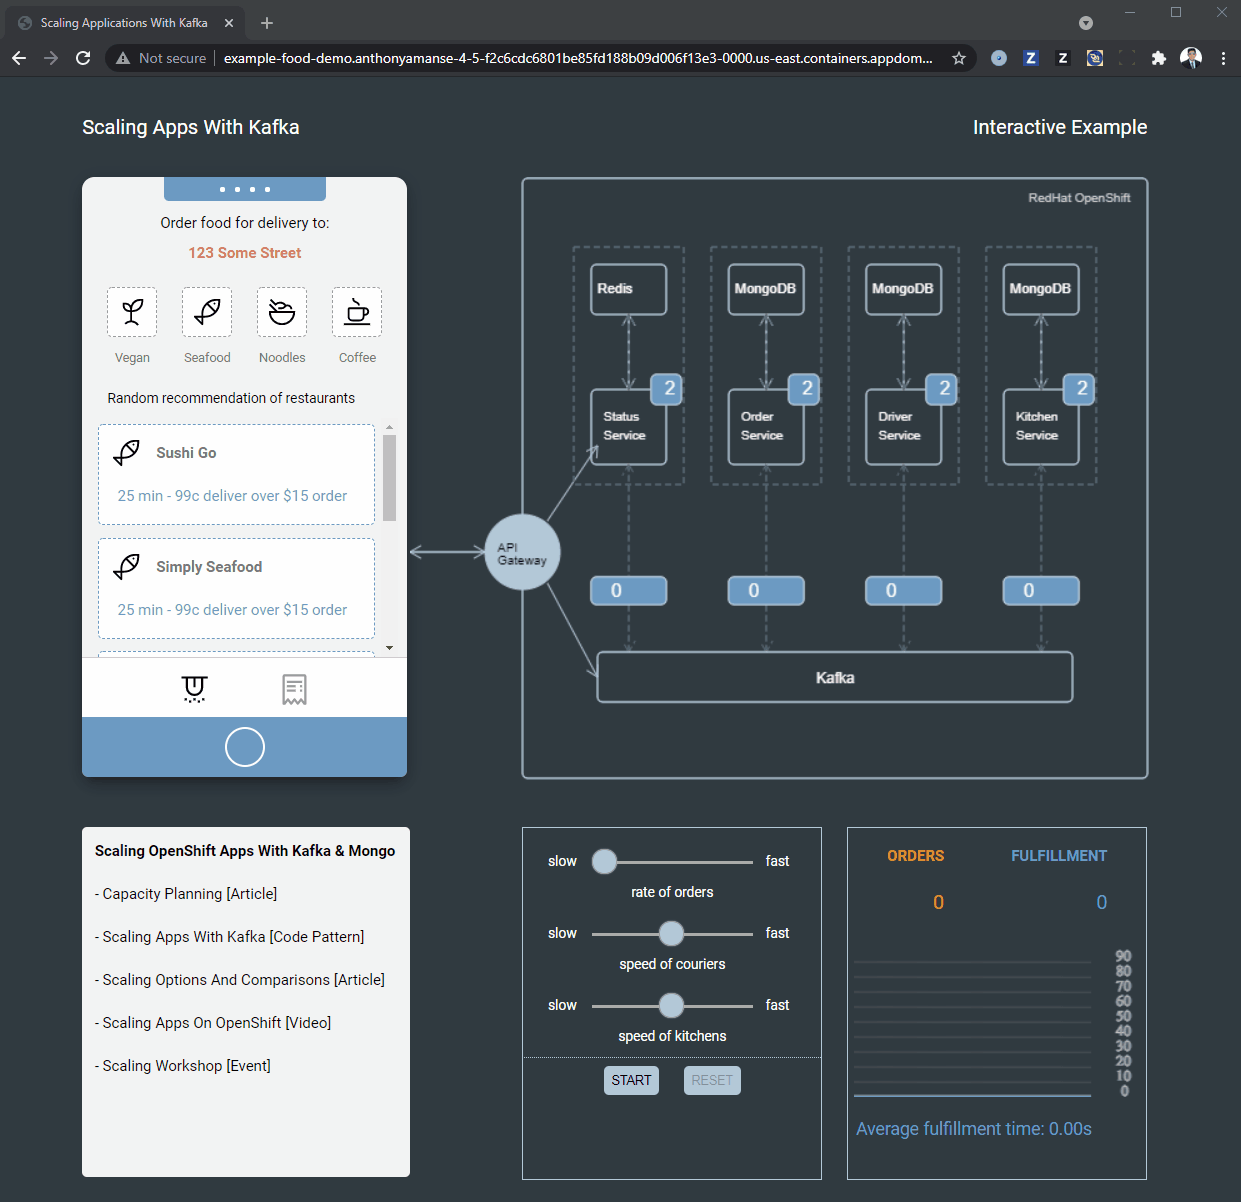 Scaling Applications With Kafka
Not secure
example-food-demo.anthonyamanse-4-5-f2c6cdc6801be85fd188b09d006f13e3-0000.us-east.containers.appdom...
Scaling Apps With Kafka
Interactive Example
Order food for delivery to:
123 Some Street
Vegan
Seafood
Noodles
Coffee
Random recommendation of restaurants
Sushi Go
25 min - 99c deliver over $15 order
Simply Seafood
25 min - 99c deliver over $15 order
RedHat OpenShift
Redis
MongoDB
MongoDB
MongoDB
2
2
2
2
Status
Service
Order
Service
Driver
Service
Kitchen
Service
API
Gateway
0
0
0
0
Kafka
Scaling OpenShift Apps With Kafka & Mongo
- Capacity Planning [Article]
- Scaling Apps With Kafka [Code Pattern]
- Scaling Options And Comparisons [Article]
- Scaling Apps On OpenShift [Video]
- Scaling Workshop [Event]
slow
fast
rate of orders
slow
fast
speed of couriers
slow
fast
speed of kitchens
START
RESET
ORDERS
FULFILLMENT
0
0
90
80
70
60
50
40
30
20
10
0
Average fulfillment time: 0.00s